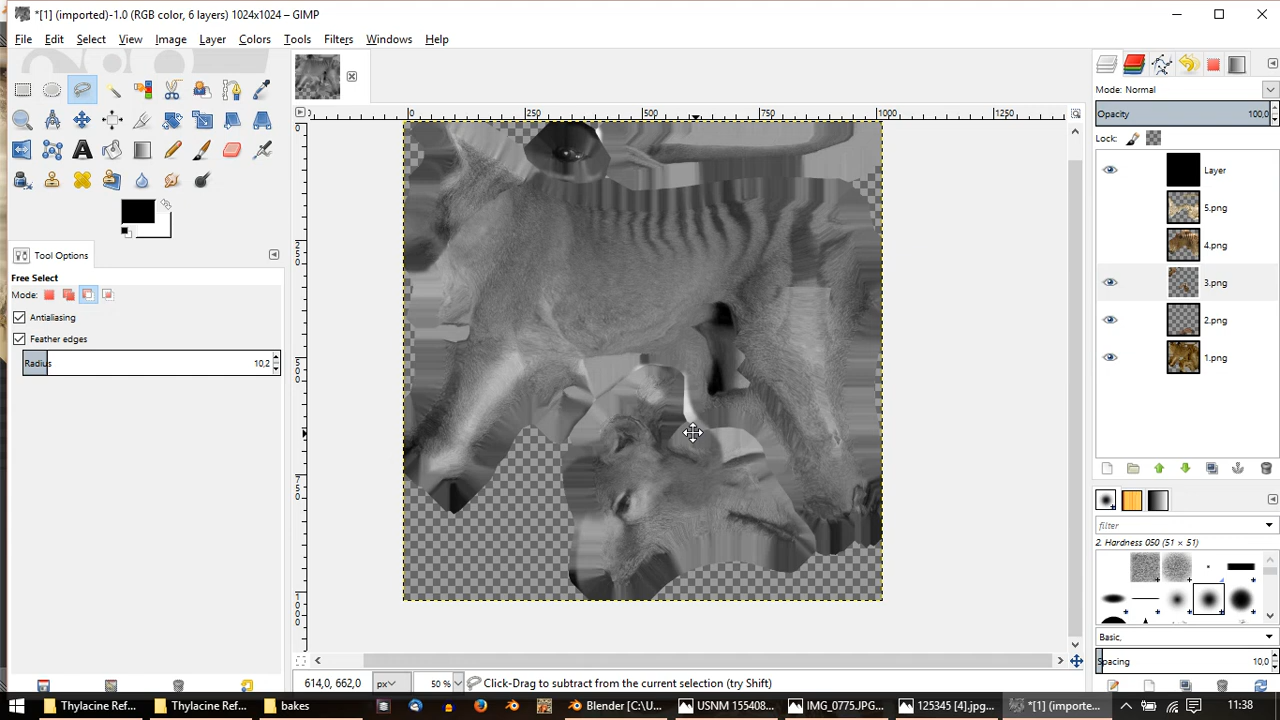 *[1] (imported)-1.0 (RGB color, 6 layers) 1024x1024 – GIMP
File Edit Select View Image Layer Colors Tools Filters Windows Help
Mode: Normal
Opacity 100,0
Lock:
0 250 500 750 1000 1250
0
250
500
750
1000
Layer
5.png
4.png
3.png
2.png
1.png
Tool Options
Free Select
Mode:
Antialiasing
Feather edges
Radius 10,2
filter
2. Hardness 050 (51 × 51)
Basic,
Spacing 10,0
614,0, 662,0 px 50 % Click-Drag to subtract from the current selection (try Shift)
Thylacine Ref... Thylacine Ref... bakes Blender [C:\U... USNM 155408... IMG_0775.JPG... 125345 [4].jpg... *[1] (importe... 11:38